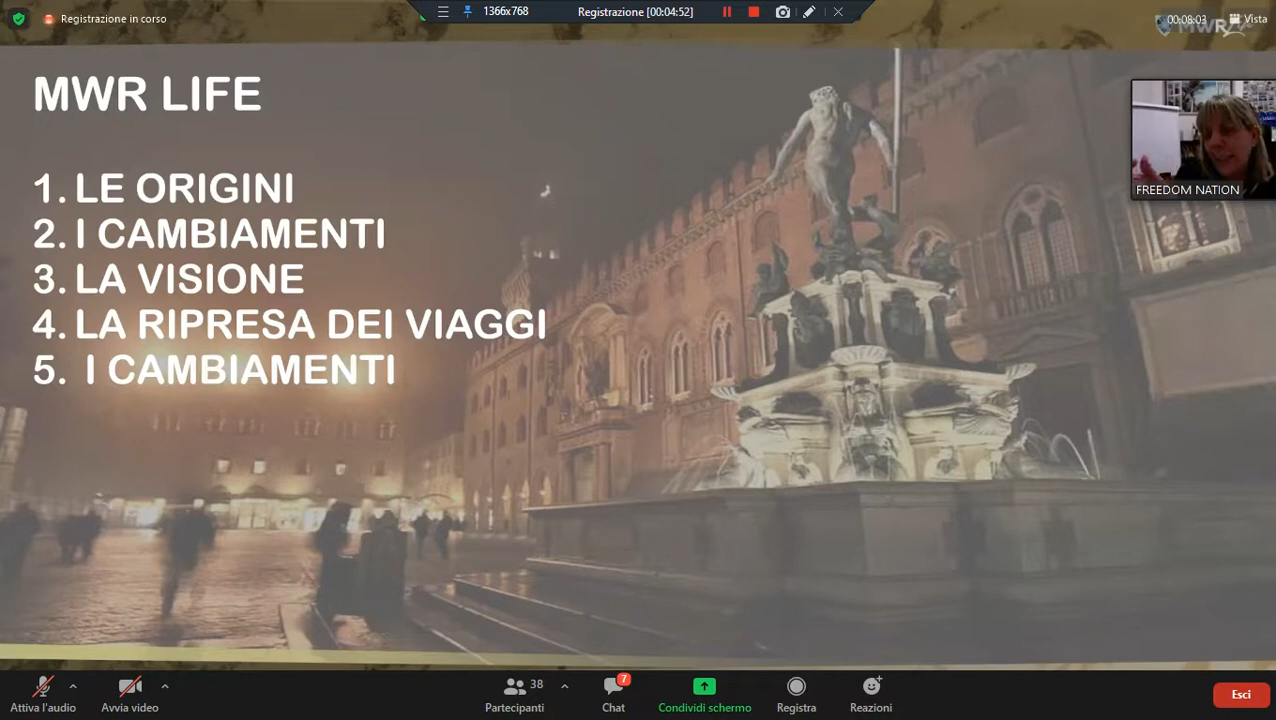 Registrazione in corso
1366x768
Registrazione [00:04:52]
00:08:03
Vista
MWR
MWR LIFE
1. LE ORIGINI
2. I CAMBIAMENTI
3. LA VISIONE
4. LA RIPRESA DEI VIAGGI
5. I CAMBIAMENTI
FREEDOM NATION
Attiva l'audio
Avvia video
38
Partecipanti
7
Chat
Condividi schermo
Registra
Reazioni
Esci